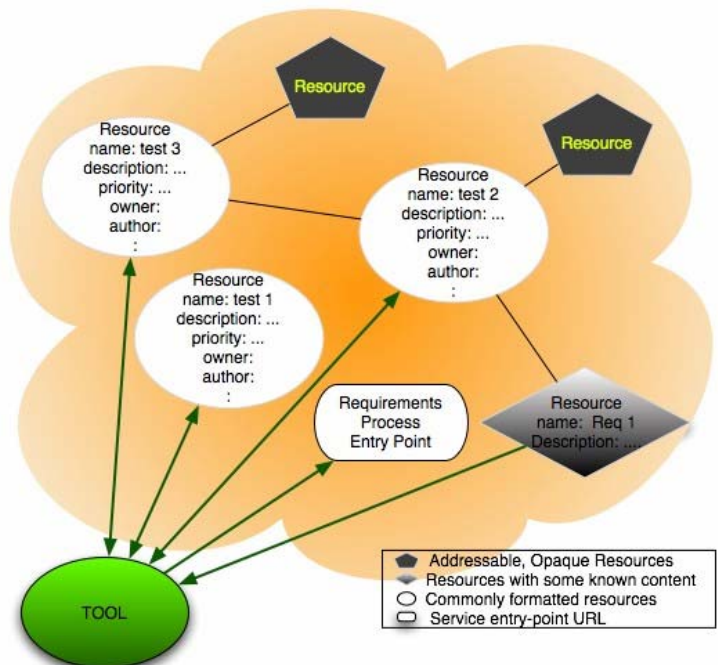 Resource
Resource
Resource
name: test 3
description: ...
priority: ...
owner:
author:
:
Resource
name: test 2
description: ...
priority: ...
owner:
author:
:
Resource
name: test 1
description: ...
priority: ...
owner:
author:
:
Requirements
Process
Entry Point
Resource
name: Req 1
Description: ....
TOOL
Addressable, Opaque Resources
Resources with some known content
Commonly formatted resources
Service entry-point URL